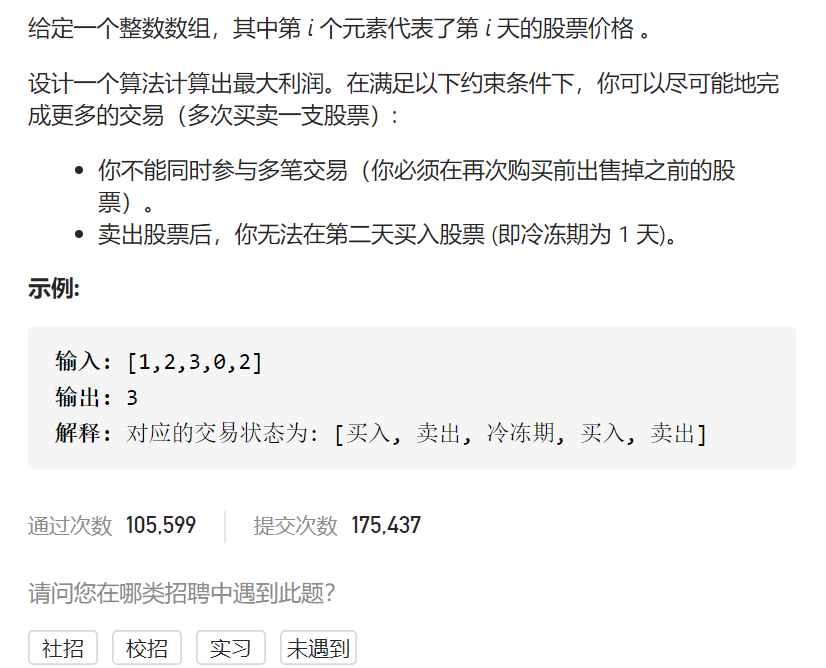 给定一个整数数组，其中第 i 个元素代表了第 i 天的股票价格 。
设计一个算法计算出最大利润。在满足以下约束条件下，你可以尽可能地完
成更多的交易（多次买卖一支股票）:
• 你不能同时参与多笔交易（你必须在再次购买前出售掉之前的股
票）。
• 卖出股票后，你无法在第二天买入股票 (即冷冻期为 1 天)。
示例:
输入: [1,2,3,0,2]
输出: 3
解释: 对应的交易状态为: [买入, 卖出, 冷冻期, 买入, 卖出]
通过次数 105,599 提交次数 175,437
请问您在哪类招聘中遇到此题？
社招 校招 实习 未遇到